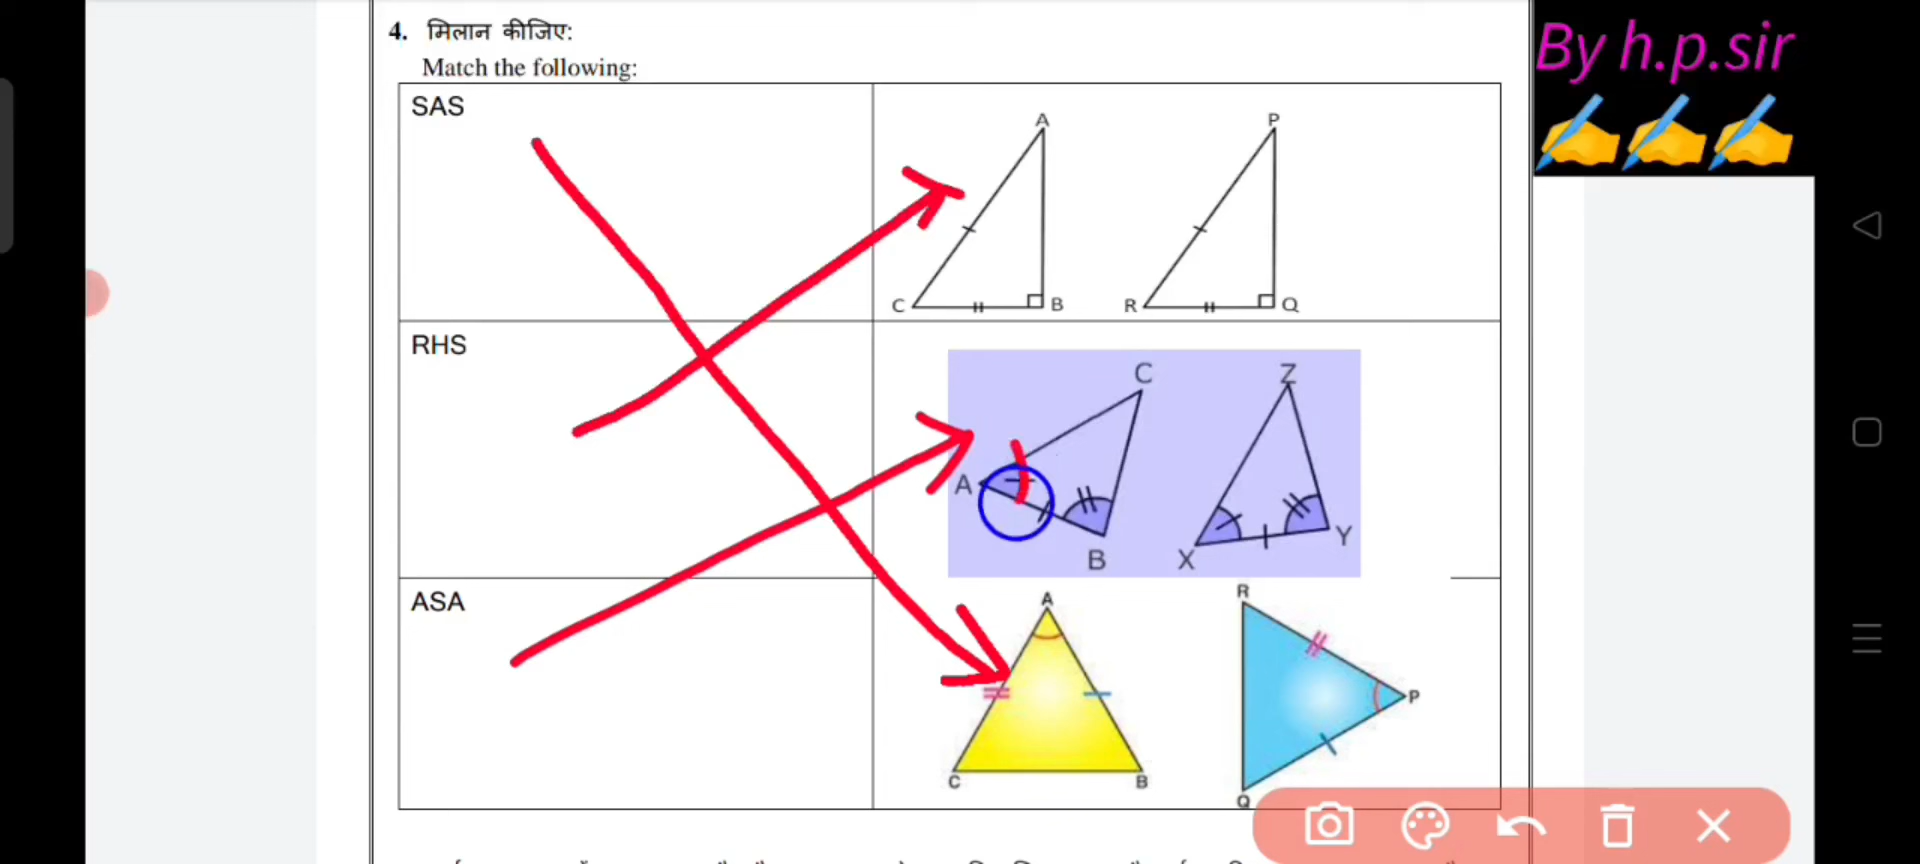 4. मिलान कीजिए:
Match the following:
By h.p.sir
SAS
A
P
C
B
R
Q
RHS
C
Z
A
B
X
Y
ASA
A
R
P
C
B
Q